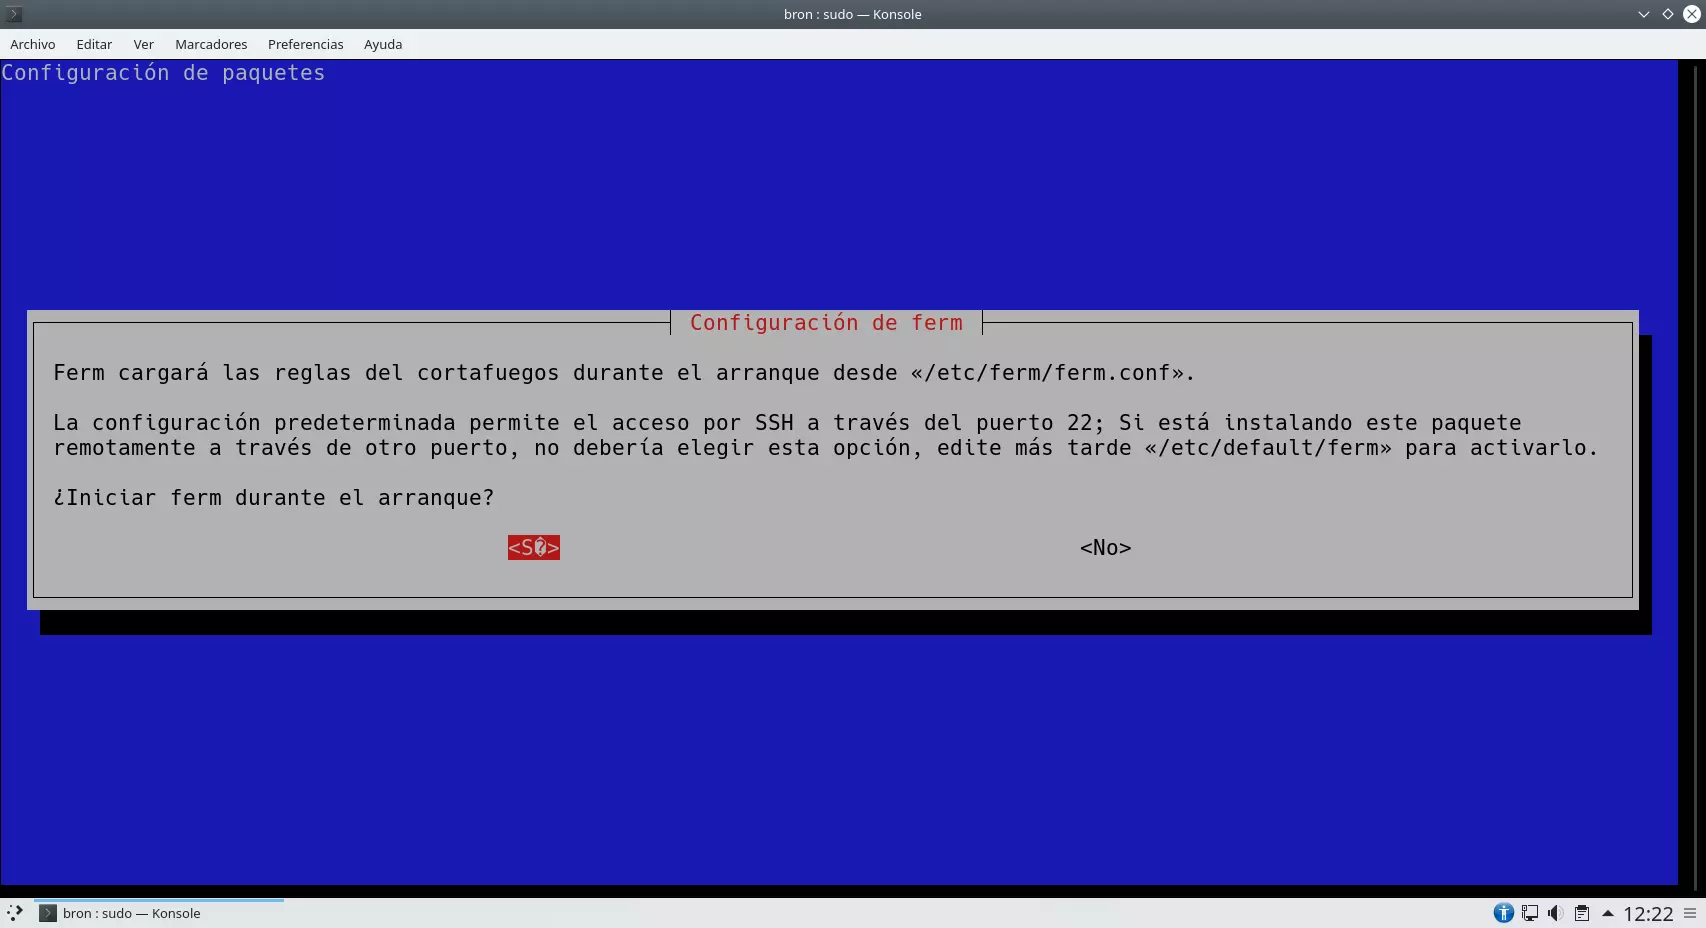 bron : sudo — Konsole
Archivo Editar Ver Marcadores Preferencias Ayuda
Configuración de paquetes
Configuración de ferm
Ferm cargará las reglas del cortafuegos durante el arranque desde «/etc/ferm/ferm.conf».
La configuración predeterminada permite el acceso por SSH a través del puerto 22; Si está instalando este paquete
remotamente a través de otro puerto, no debería elegir esta opción, edite más tarde «/etc/default/ferm» para activarlo.
¿Iniciar ferm durante el arranque?
<S�> <No>
bron : sudo — Konsole 12:22